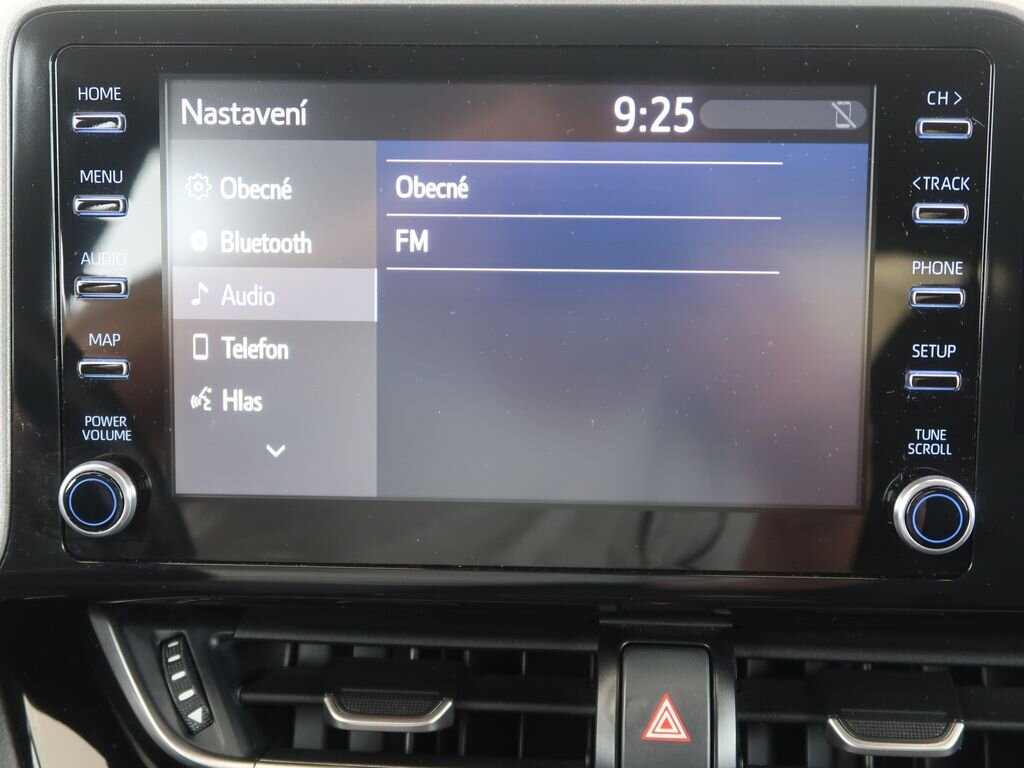 HOME
MENU
AUDIO
MAP
POWER
VOLUME
Nastavení
9:25
Obecné
Bluetooth
Audio
Telefon
Hlas
Obecné
FM
CH >
<TRACK
PHONE
SETUP
TUNE
SCROLL